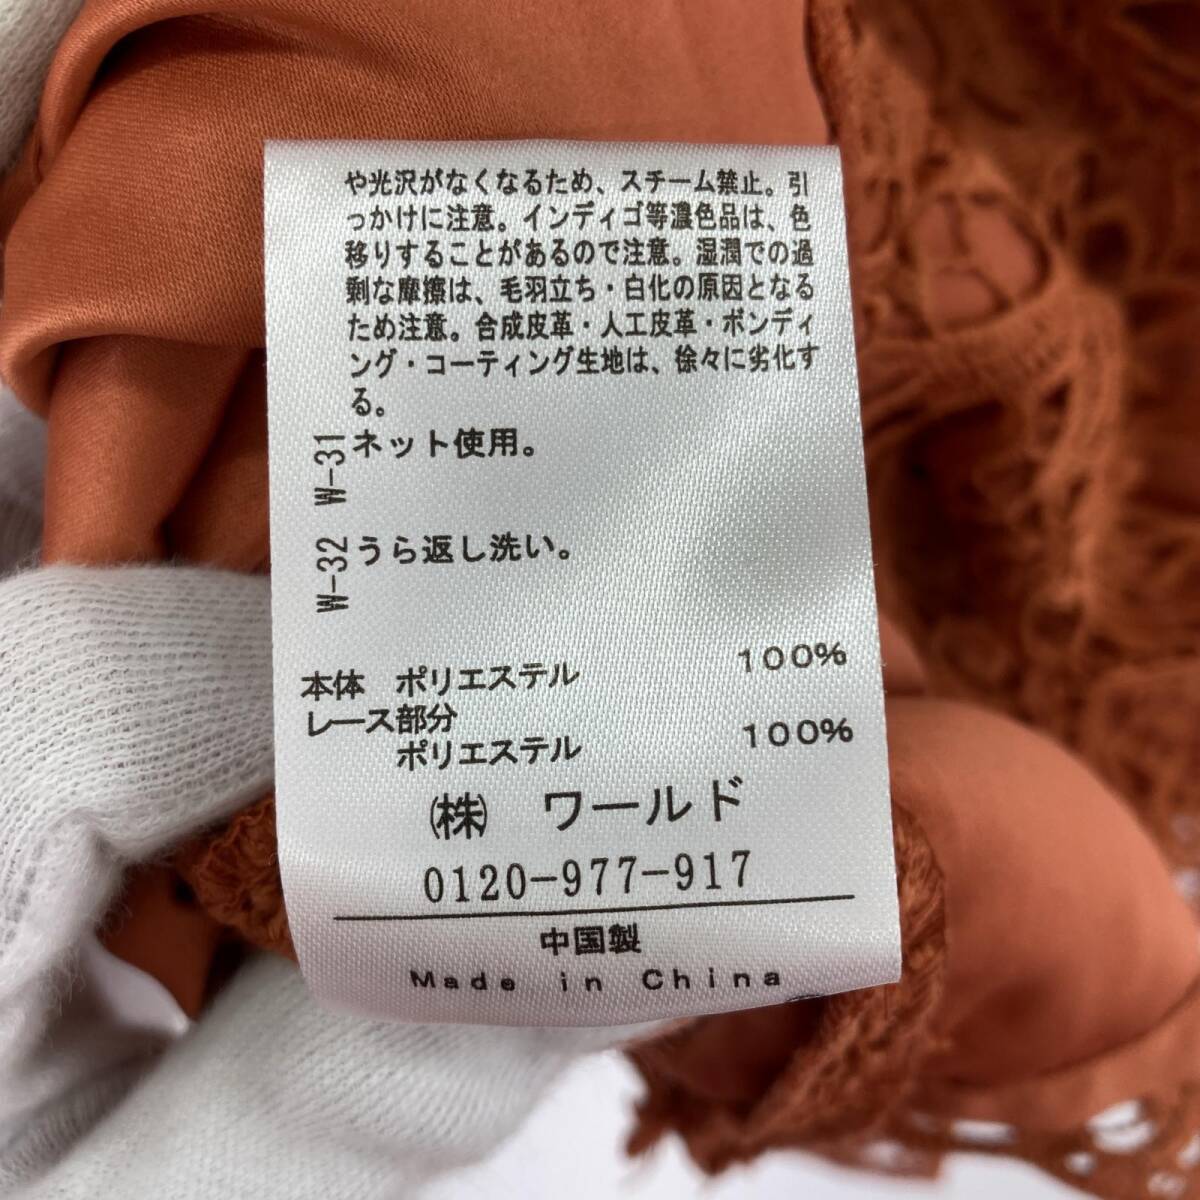 や光沢がなくなるため、スチーム禁止。引
っかけに注意。インディゴ等濃色品は、色
移りすることがあるので注意。湿潤での過
剰な摩擦は、毛羽立ち・白化の原因となる
ため注意。合成皮革・人工皮革・ボンディ
ング・コーティング生地は、徐々に劣化す
る。
W-31 ネット使用。
W-32 うら返し洗い。
本体 ポリエステル 100%
レース部分
ポリエステル 100%
㈱ ワールド
0120-977-917
中国製
Made in China